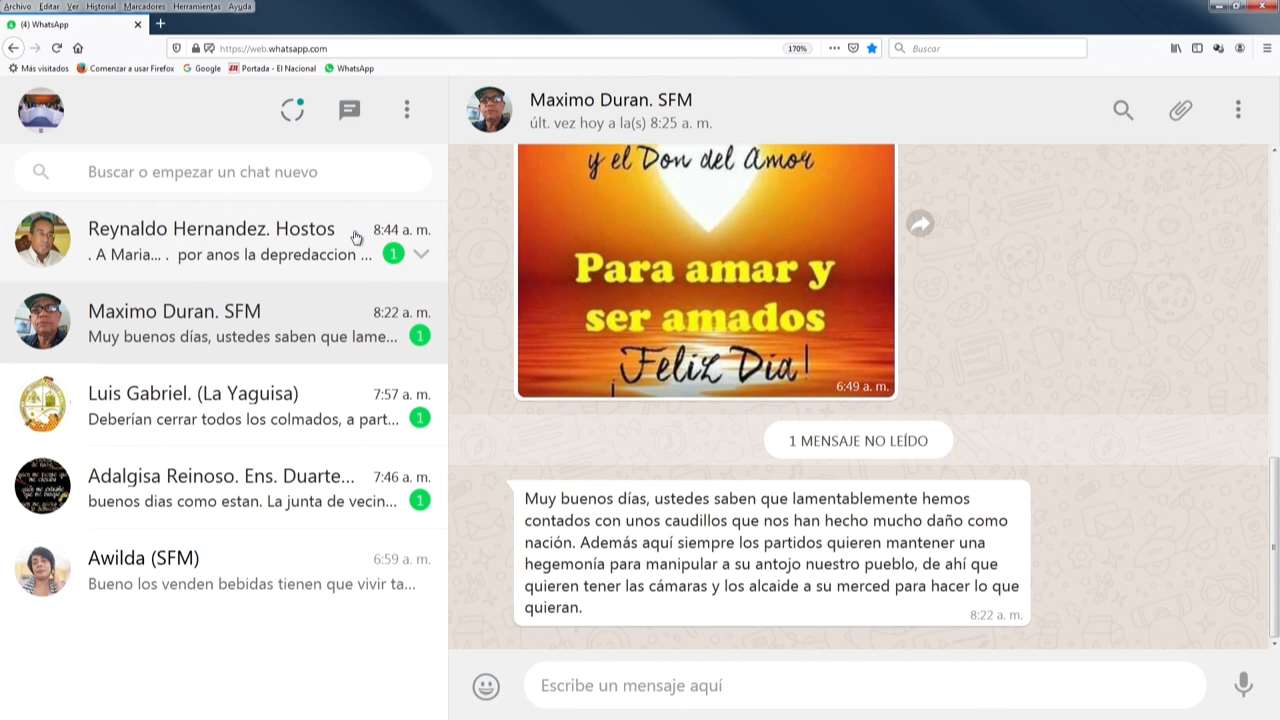 Archivo Editar Ver Historial Marcadores Herramientas Ayuda
(4) WhatsApp
https://web.whatsapp.com
170%
Buscar
Más visitados Comenzar a usar Firefox Google Portada - El Nacional WhatsApp
Buscar o empezar un chat nuevo
Reynaldo Hernandez. Hostos 8:44 a. m.
. A Maria... . por anos la depredaccion ... 1
Maximo Duran. SFM 8:22 a. m.
Muy buenos días, ustedes saben que lame... 1
Luis Gabriel. (La Yaguisa) 7:57 a. m.
Deberían cerrar todos los colmados, a part... 1
Adalgisa Reinoso. Ens. Duarte... 7:46 a. m.
buenos dias como estan. La junta de vecin... 1
Awilda (SFM) 6:59 a. m.
Bueno los venden bebidas tienen que vivir ta...
Maximo Duran. SFM
últ. vez hoy a la(s) 8:25 a. m.
y el Don del Amor
Para amar y
ser amados
¡Feliz Día!
6:49 a. m.
1 MENSAJE NO LEÍDO
Muy buenos días, ustedes saben que lamentablemente hemos
contados con unos caudillos que nos han hecho mucho daño como
nación. Además aquí siempre los partidos quieren mantener una
hegemonía para manipular a su antojo nuestro pueblo, de ahí que
quieren tener las cámaras y los alcaide a su merced para hacer lo que
quieran.
8:22 a. m.
Escribe un mensaje aquí